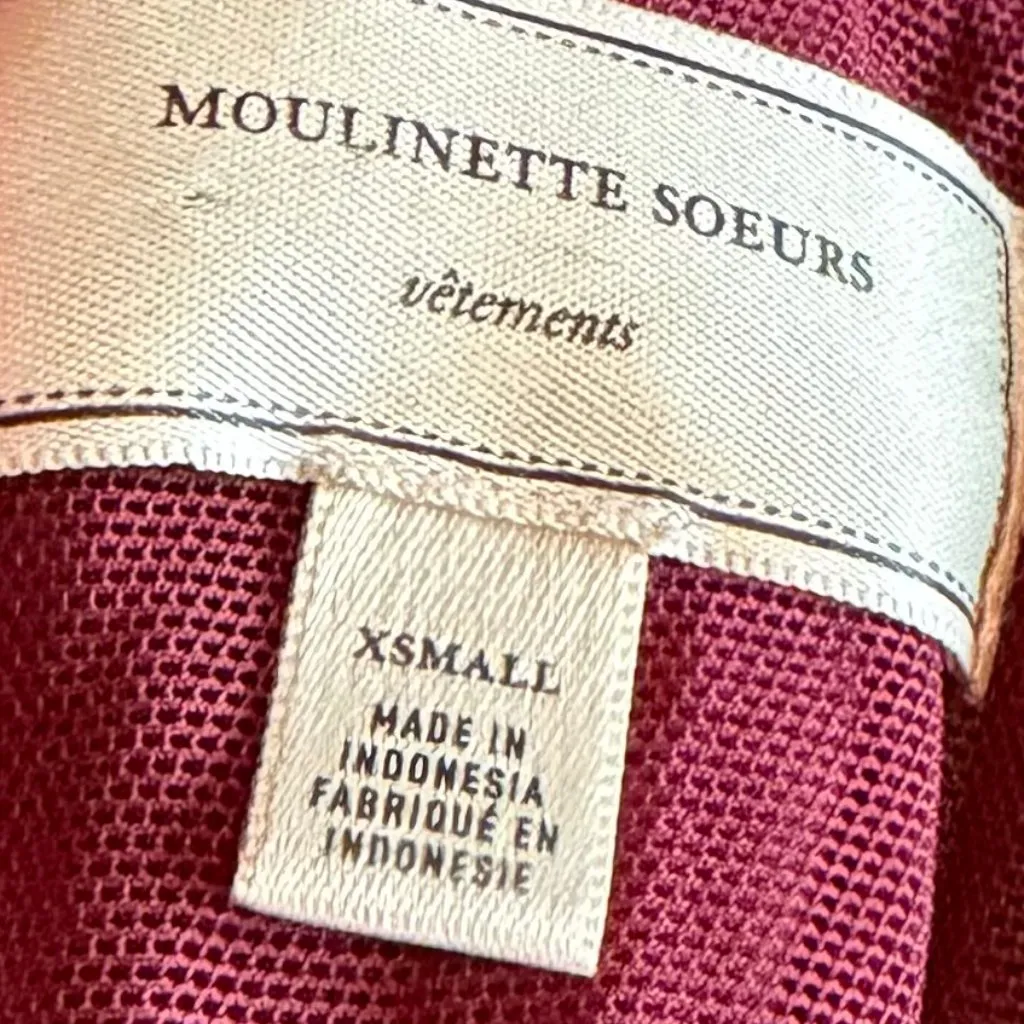 MOULINETTE SOEURS
vêtements
XSMALL
MADE IN
INDONESIA
FABRIQUÉ EN
INDONESIE